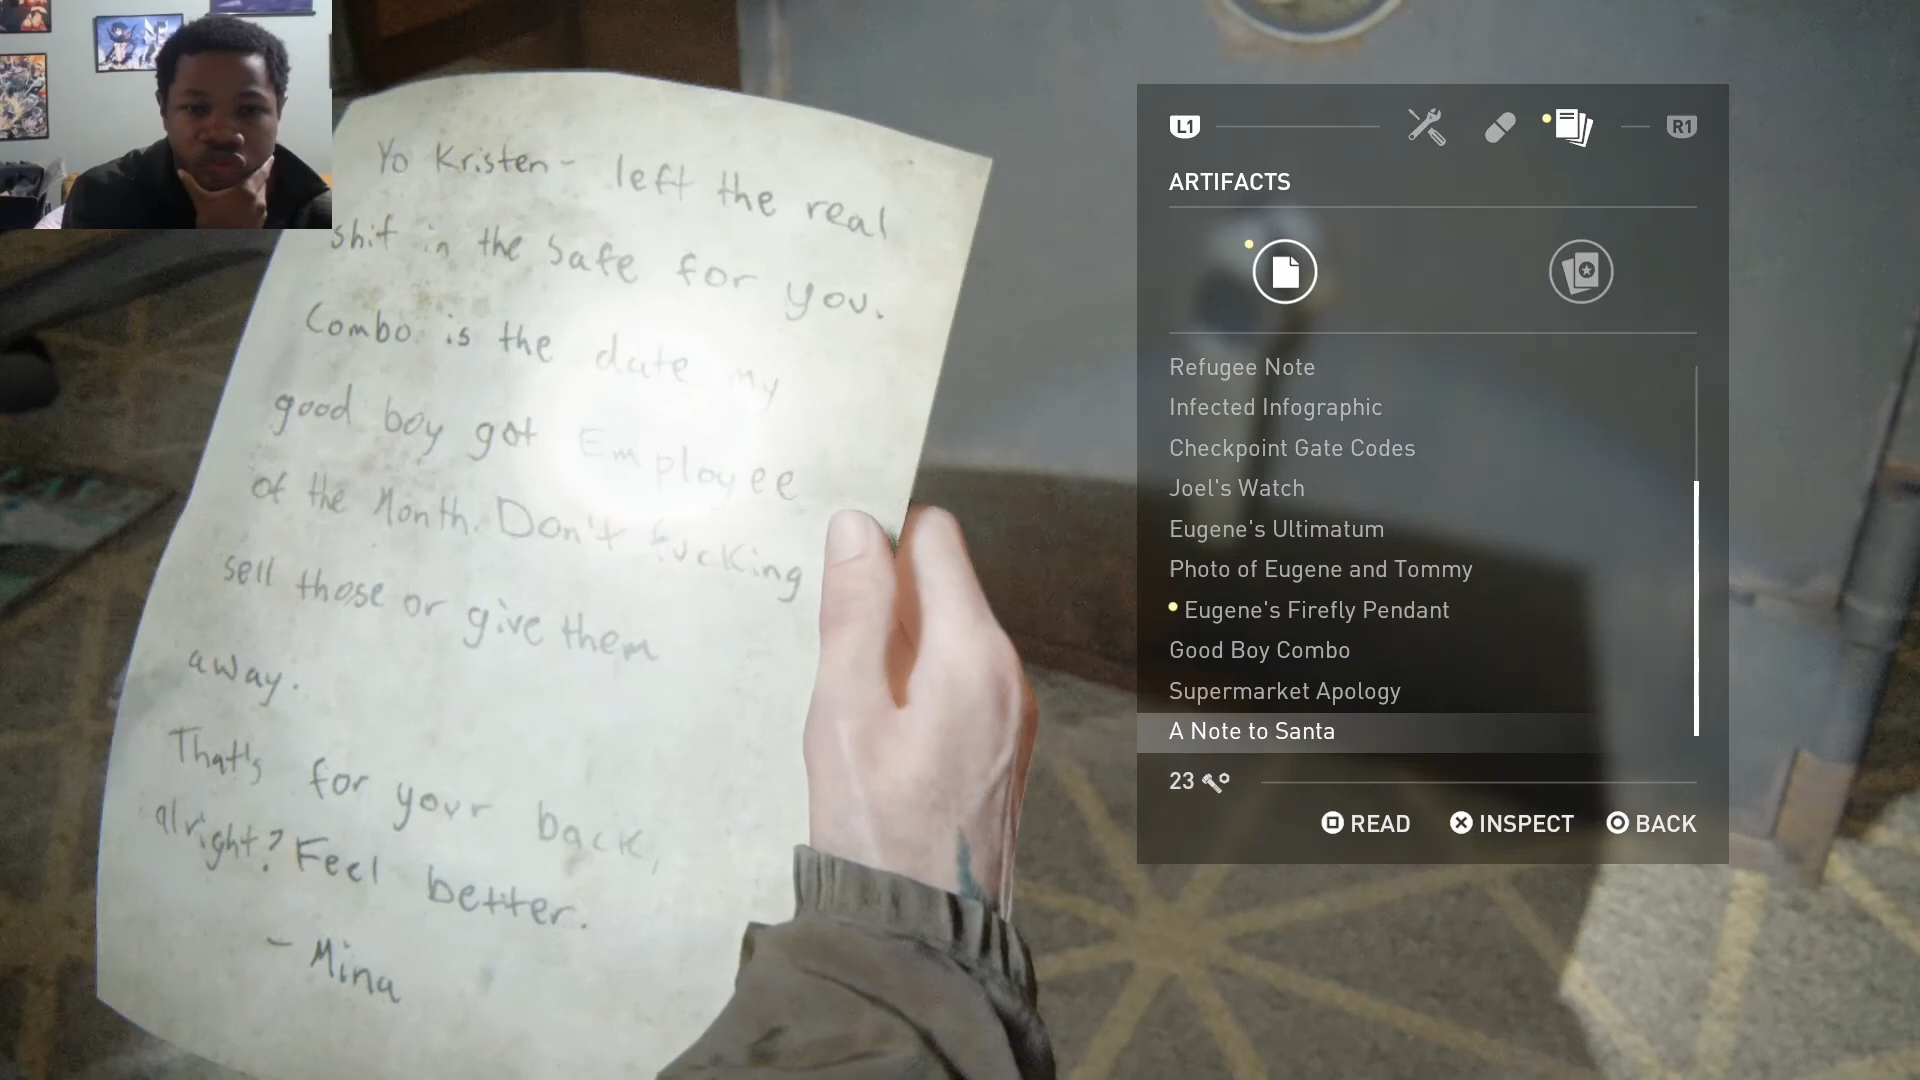 Yo Kristen- left the real
shit in the safe for you.
Combo is the date my
good boy got Employee
of the Month. Don't fucking
sell those or give them
away.
That's for your back,
alright? Feel better.
- Mina
L1
R1
ARTIFACTS
Refugee Note
Infected Infographic
Checkpoint Gate Codes
Joel's Watch
Eugene's Ultimatum
Photo of Eugene and Tommy
Eugene's Firefly Pendant
Good Boy Combo
Supermarket Apology
A Note to Santa
23
READ INSPECT BACK